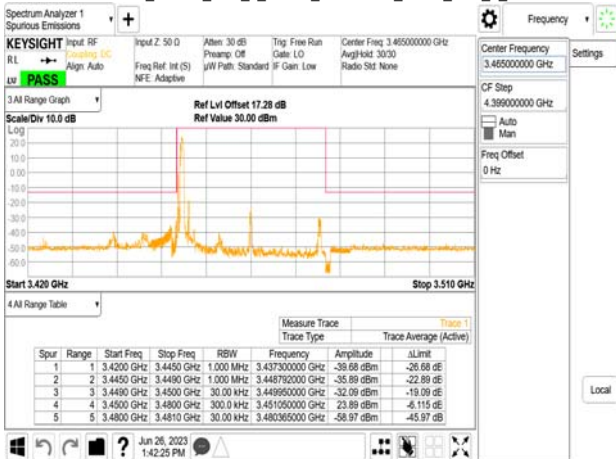 Spectrum Analyzer 1
Spurious Emissions
+
Frequency
KEYSIGHT
RL
LV PASS
Input: RF
Coupling: DC
Align: Auto
Input Z: 50 Ω
Freq Ref: Int (S)
NFE: Adaptive
Atten: 30 dB
Preamp: Off
µW Path: Standard
Trig: Free Run
Gate: LO
IF Gain: Low
Center Freq: 3.465000000 GHz
Avg|Hold: 30/30
Radio Std: None
Center Frequency
3.465000000 GHz
Settings
CF Step
4.399000000 GHz
Auto
Man
Freq Offset
0 Hz
Local
3 All Range Graph
Scale/Div 10.0 dB
Ref Lvl Offset 17.28 dB
Ref Value 30.00 dBm
Log
20.0
10.0
0.00
-10.0
-20.0
-30.0
-40.0
-50.0
-60.0
Start 3.420 GHz
Stop 3.510 GHz
4 All Range Table
Measure Trace Trace 1
Trace Type Trace Average (Active)
Spur Range Start Freq Stop Freq RBW Frequency Amplitude ΔLimit
1 1 3.4200 GHz 3.4450 GHz 1.000 MHz 3.437300000 GHz -39.68 dBm -26.68 dB
2 2 3.4450 GHz 3.4490 GHz 1.000 MHz 3.448792000 GHz -35.89 dBm -22.89 dB
3 3 3.4490 GHz 3.4500 GHz 30.00 kHz 3.449950000 GHz -32.09 dBm -19.09 dB
4 4 3.4500 GHz 3.4800 GHz 300.0 kHz 3.451050000 GHz 23.89 dBm -6.115 dB
5 5 3.4800 GHz 3.4810 GHz 30.00 kHz 3.480365000 GHz -58.97 dBm -45.97 dB
?
Jun 26, 2023
1:42:25 PM